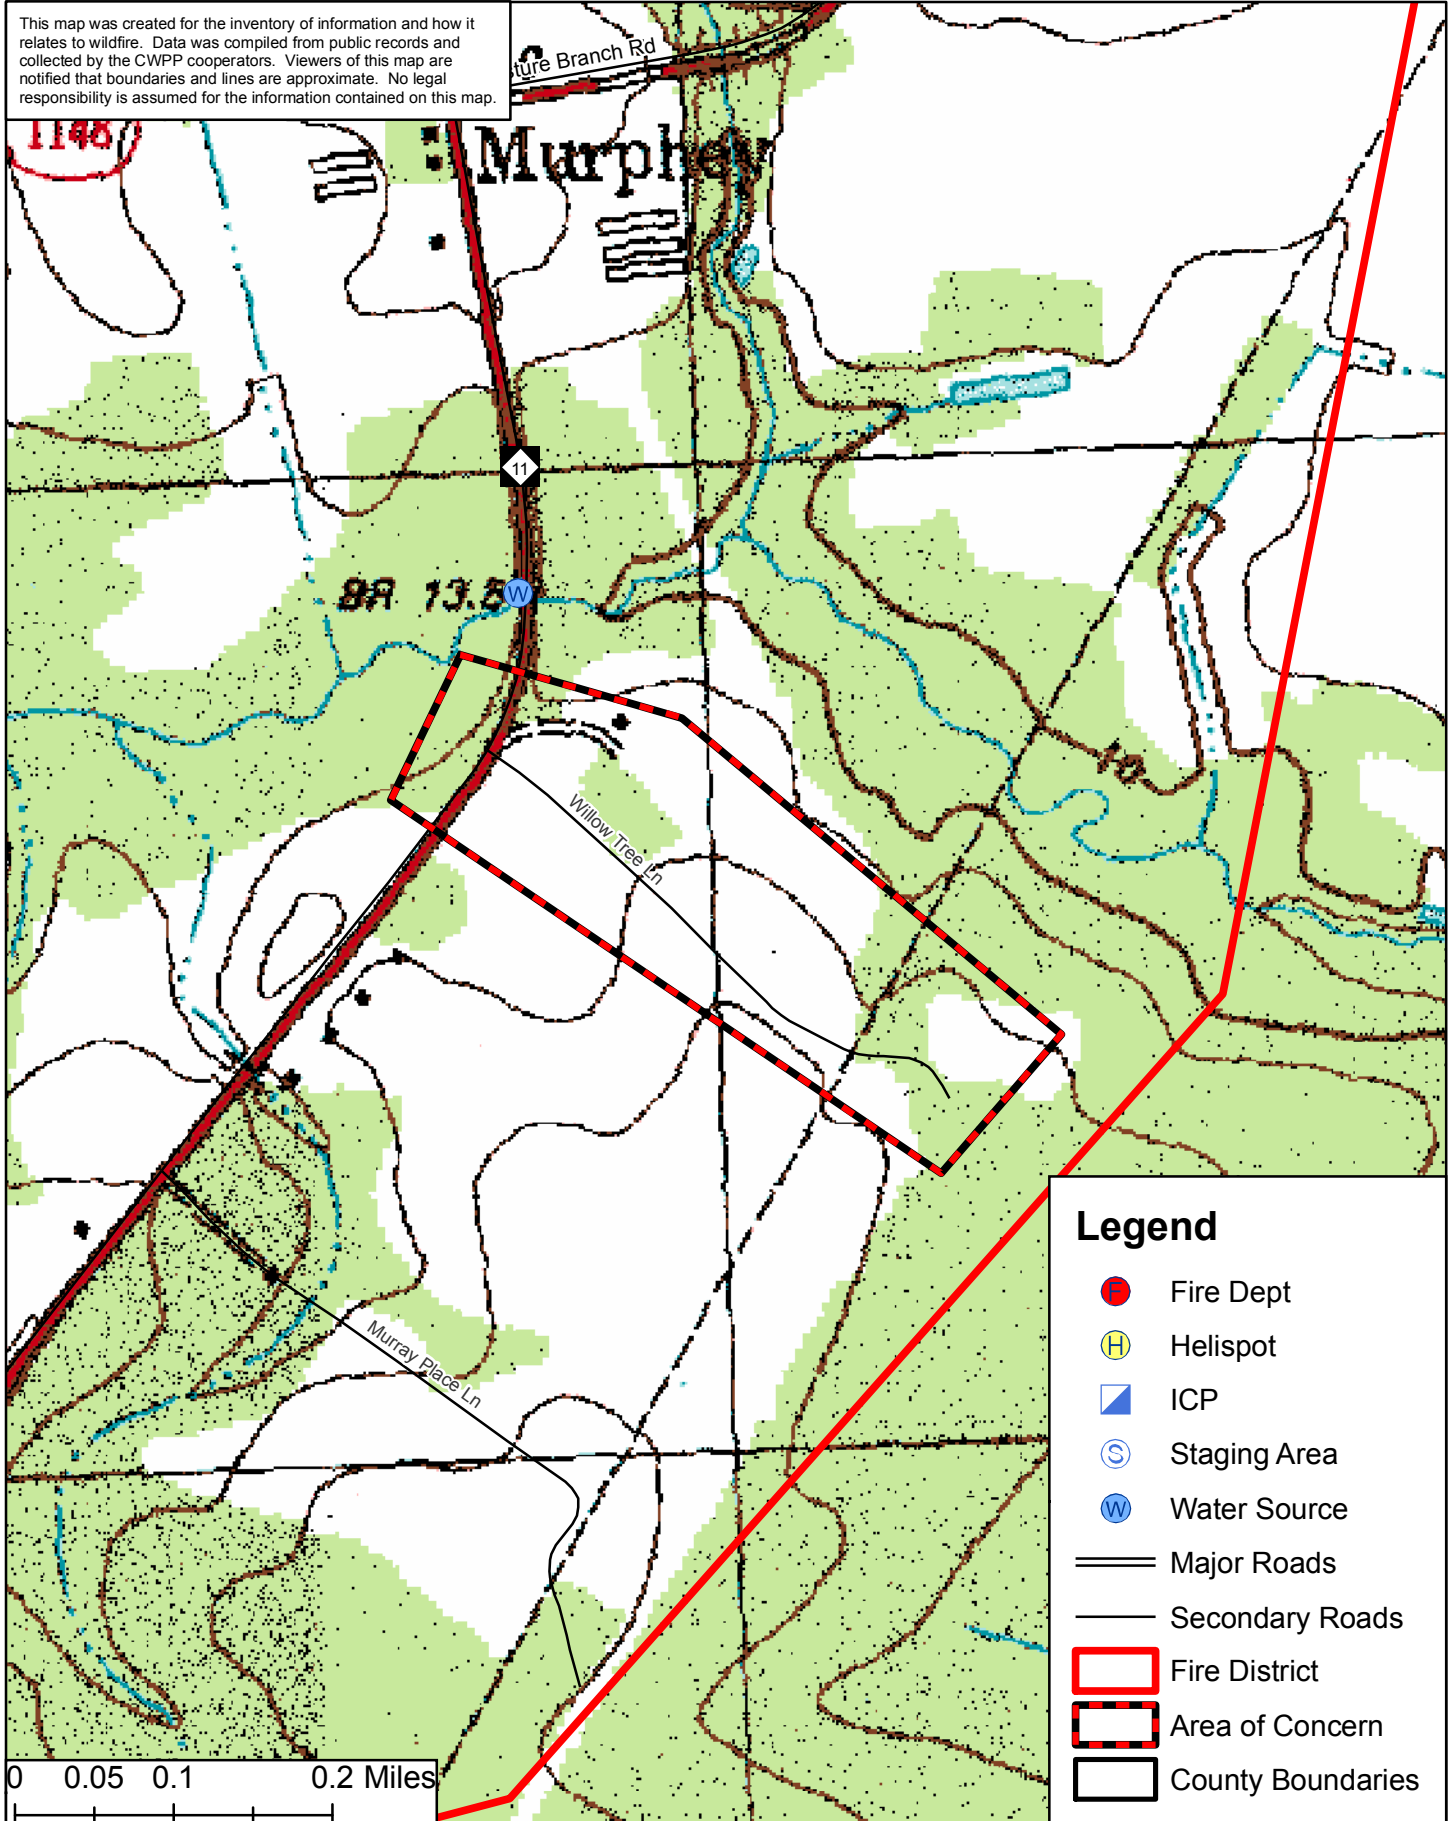 This map was created for the inventory of information and how it
relates to wildfire. Data was compiled from public records and
collected by the CWPP cooperators. Viewers of this map are
notified that boundaries and lines are approximate. No legal
responsibility is assumed for the information contained on this map.
Branch Rd
1148
Murphey
11
13.5
W
10
Willow Tree Ln
Murray Place Ln
Legend
F Fire Dept
H Helispot
ICP
S Staging Area
W Water Source
Major Roads
Secondary Roads
Fire District
Area of Concern
County Boundaries
0 0.05 0.1 0.2 Miles